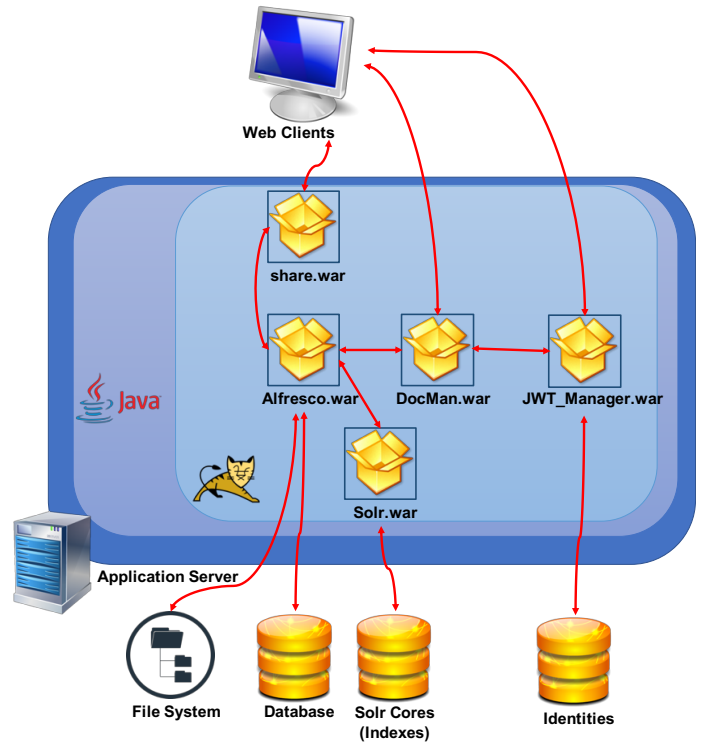 Web Clients
share.war
Alfresco.war
DocMan.war
JWT_Manager.war
Java
Solr.war
Application Server
File System
Database
Solr Cores
(Indexes)
Identities